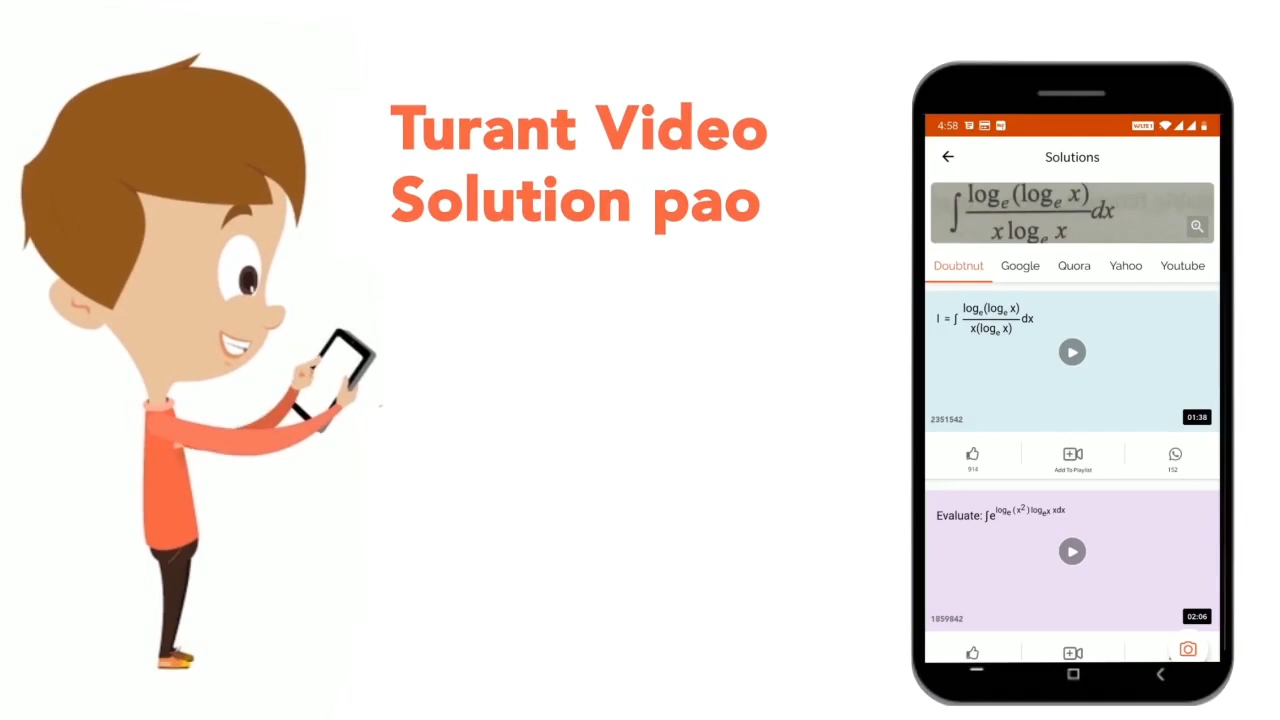 Turant Video
Solution pao
4:58
VoLTE1
Solutions
∫ logₑ(logₑ x) / x logₑ x dx
Doubtnut Google Quora Yahoo Youtube
I = ∫ logₑ(logₑ x) / x(logₑ x) dx
2351542 01:38
914 Add To Playlist 152
Evaluate: ∫e^logₑ(x²)logₑx xdx
1859842 02:06